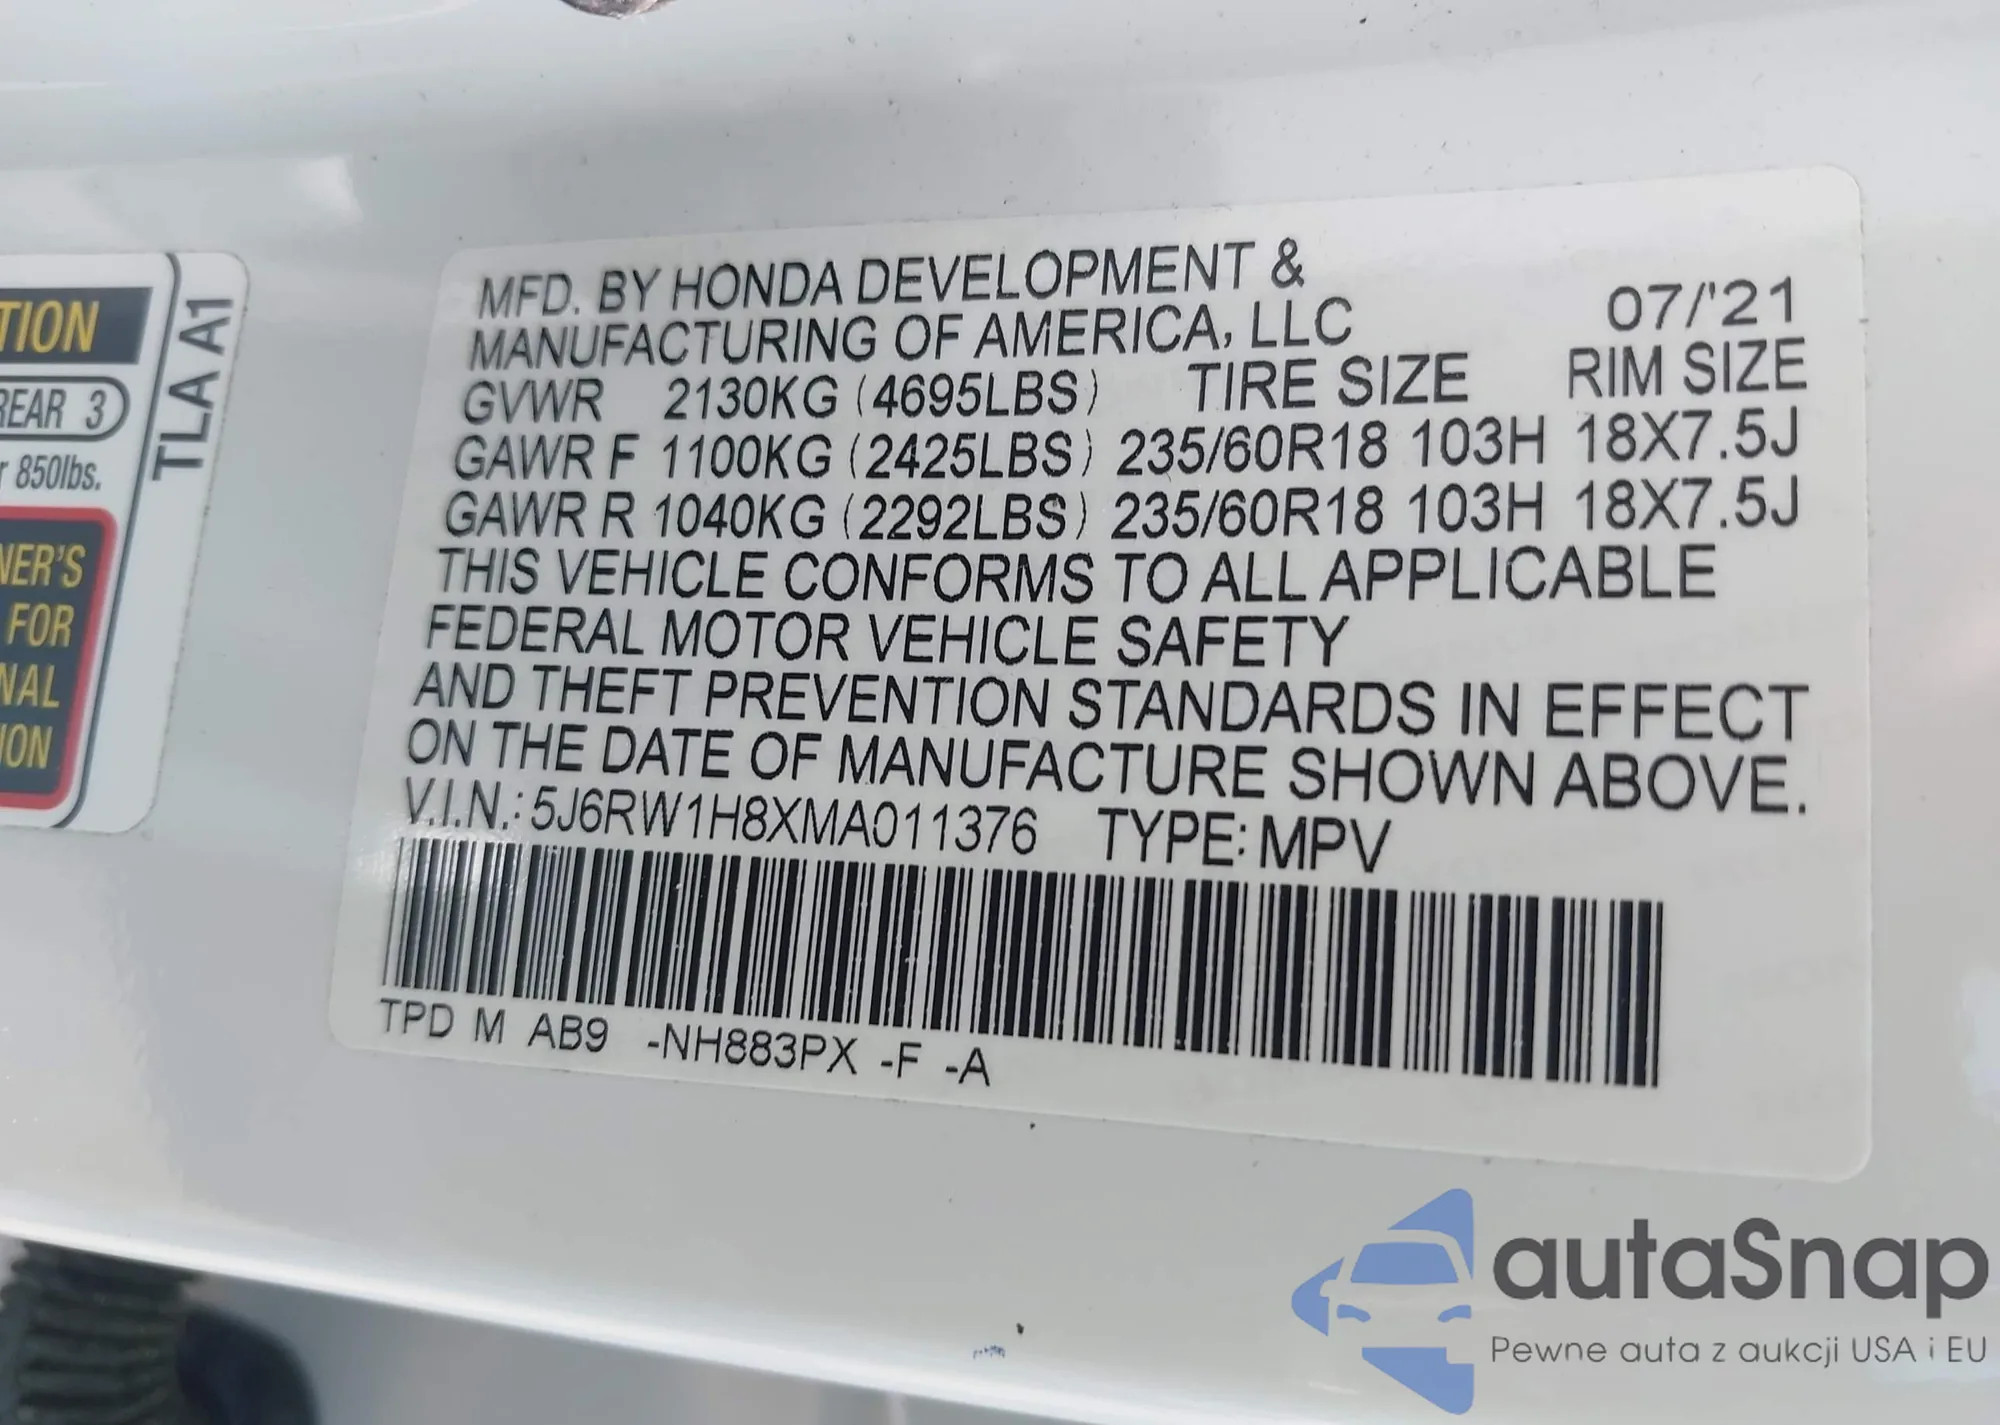 TION
REAR 3
850lbs.
NER'S
FOR
NAL
ION
TLA A1
MFD. BY HONDA DEVELOPMENT &
MANUFACTURING OF AMERICA, LLC 07/'21
GVWR 2130KG (4695LBS) TIRE SIZE RIM SIZE
GAWR F 1100KG (2425LBS) 235/60R18 103H 18X7.5J
GAWR R 1040KG (2292LBS) 235/60R18 103H 18X7.5J
THIS VEHICLE CONFORMS TO ALL APPLICABLE
FEDERAL MOTOR VEHICLE SAFETY
AND THEFT PREVENTION STANDARDS IN EFFECT
ON THE DATE OF MANUFACTURE SHOWN ABOVE.
V.I.N.: 5J6RW1H8XMA011376 TYPE: MPV
TPD M AB9 -NH883PX -F -A
autaSnap
Pewne auta z aukcji USA i EU